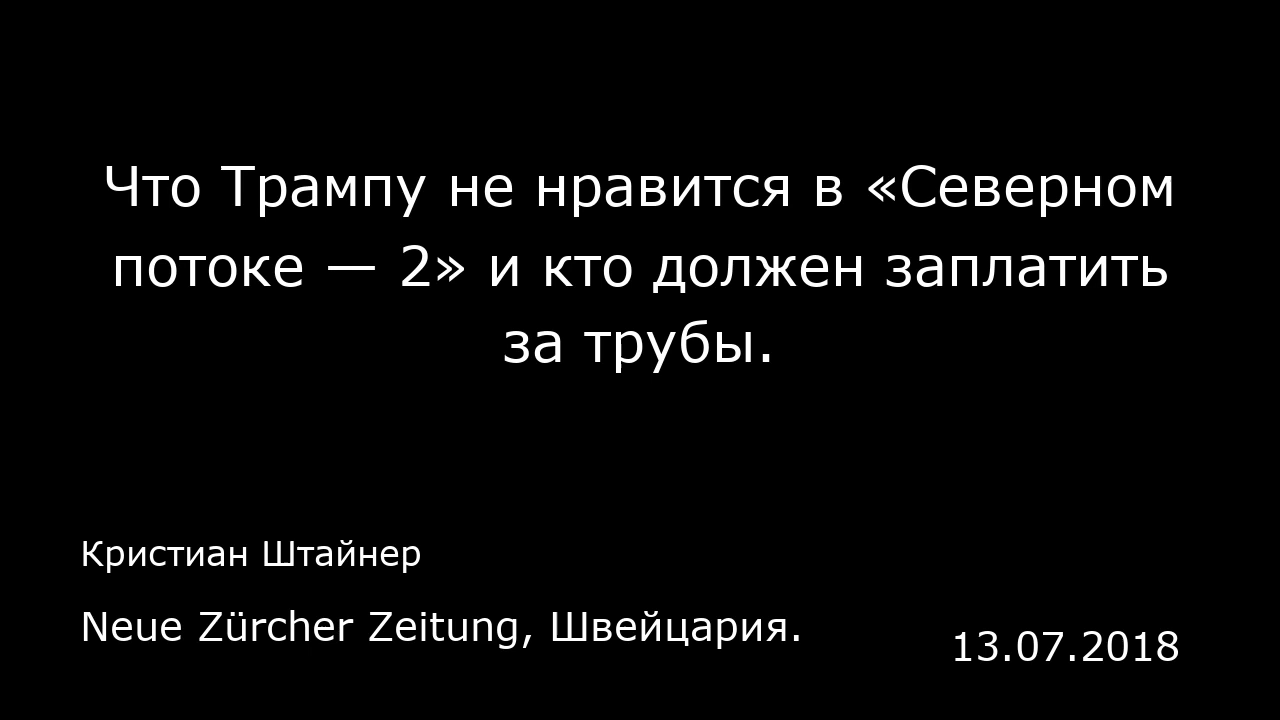 Что Трампу не нравится в «Северном
потоке — 2» и кто должен заплатить
за трубы.
Кристиан Штайнер
Neue Zürcher Zeitung, Швейцария.
13.07.2018